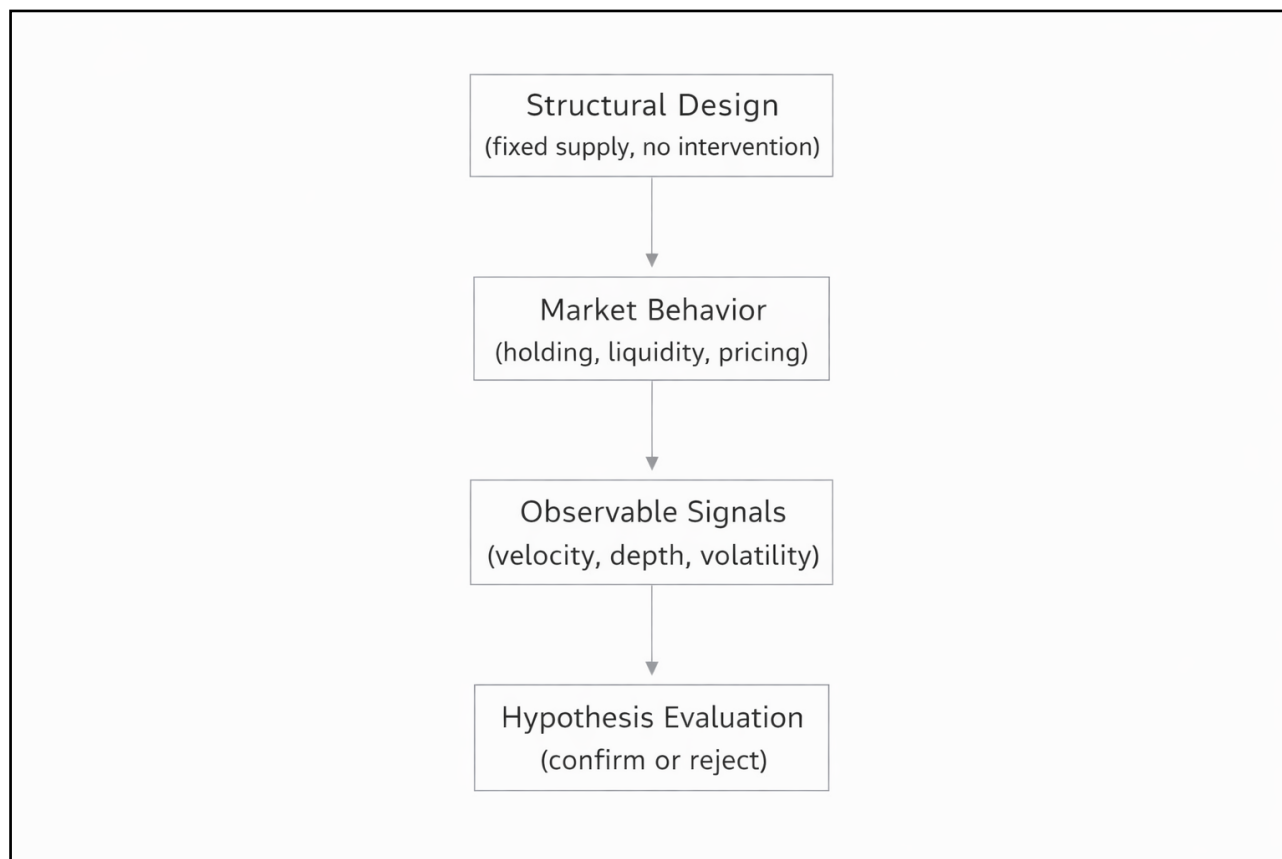 Structural Design
(fixed supply, no intervention)
Market Behavior
(holding, liquidity, pricing)
Observable Signals
(velocity, depth, volatility)
Hypothesis Evaluation
(confirm or reject)